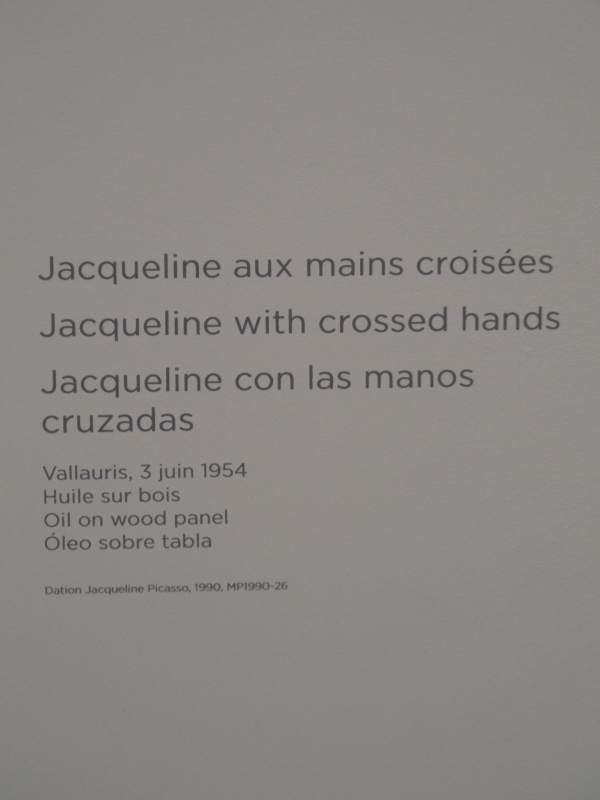 Jacqueline aux mains croisées
Jacqueline with crossed hands
Jacqueline con las manos
cruzadas
Vallauris, 3 juin 1954
Huile sur bois
Oil on wood panel
Óleo sobre tabla
Dation Jacqueline Picasso, 1990, MP1990-26